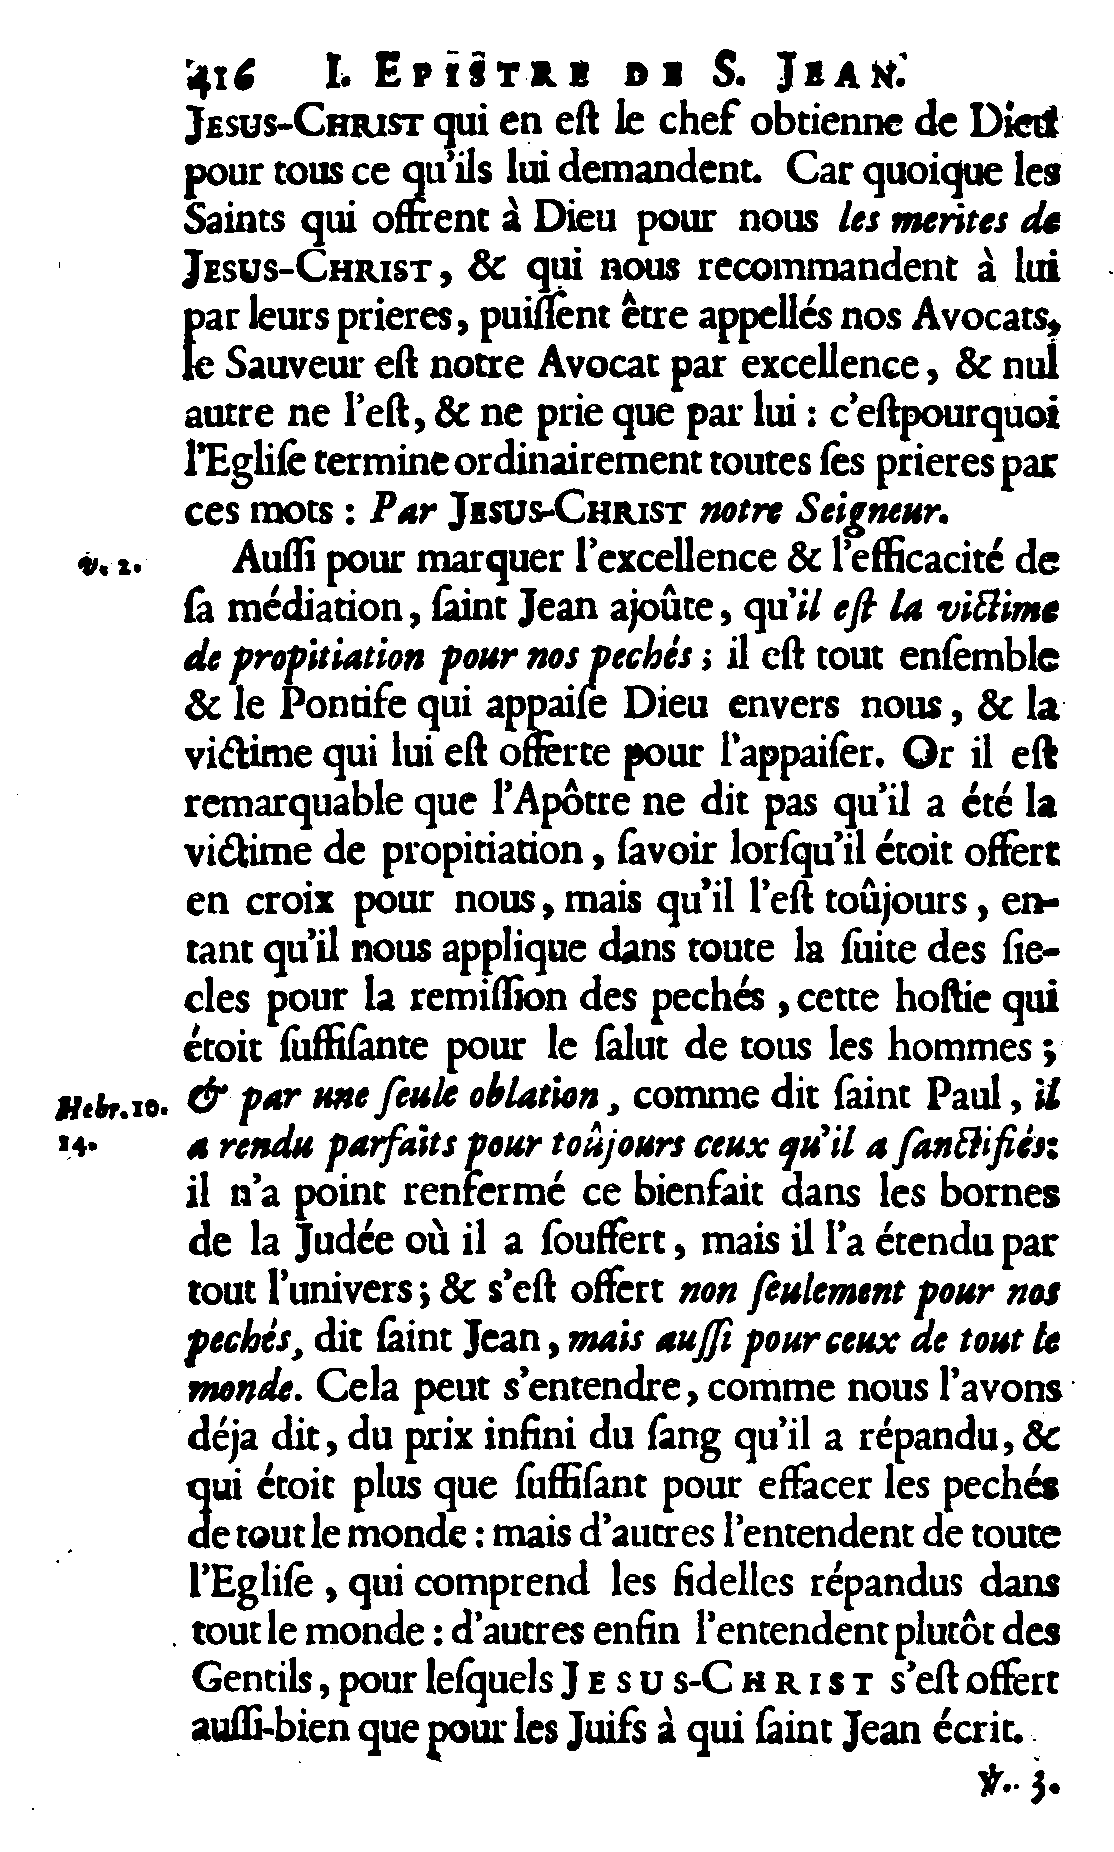 416 I. EPISTRE DE S. JEAN.
JESUS-CHRIST qui en eſt le chef obtienne de Dieu
pour tous ce qu'ils lui demandent. Car quoique les
Saints qui offrent à Dieu pour nous les merites de
JESUS-CHRIST, & qui nous recommandent à lui
par leurs prieres, puiſſent être appellés nos Avocats,
le Sauveur eſt notre Avocat par excellence, & nul
autre ne l'eſt, & ne prie que par lui : c'eſtpourquoi
l'Egliſe termine ordinairement toutes ſes prieres par
ces mots : Par JESUS-CHRIST notre Seigneur.
v. 2. Auſſi pour marquer l'excellence & l'efficacité de
ſa médiation, ſaint Jean ajoûte, qu'il eſt la victime
de propitiation pour nos pechés ; il eſt tout enſemble
& le Pontife qui appaiſe Dieu envers nous, & la
victime qui lui eſt offerte pour l'appaiſer. Or il eſt
remarquable que l'Apôtre ne dit pas qu'il a été la
victime de propitiation, ſavoir lorſqu'il étoit offert
en croix pour nous, mais qu'il l'eſt toûjours, en-
tant qu'il nous applique dans toute la ſuite des ſie-
cles pour la remiſſion des pechés, cette hoſtie qui
étoit ſuffiſante pour le ſalut de tous les hommes ;
Hebr. 10. & par une ſeule oblation, comme dit ſaint Paul, il
14. a rendu parfaits pour toûjours ceux qu'il a ſanctifiés:
il n'a point renfermé ce bienfait dans les bornes
de la Judée où il a ſouffert, mais il l'a étendu par
tout l'univers ; & s'eſt offert non ſeulement pour nos
pechés, dit ſaint Jean, mais auſſi pour ceux de tout le
monde. Cela peut s'entendre, comme nous l'avons
déja dit, du prix infini du ſang qu'il a répandu, &
qui étoit plus que ſuffiſant pour effacer les pechés
de tout le monde : mais d'autres l'entendent de toute
l'Egliſe, qui comprend les fidelles répandus dans
tout le monde : d'autres enfin l'entendent plutôt des
Gentils, pour leſquels JESUS-CHRIST s'eſt offert
auſſi-bien que pour les Juifs à qui ſaint Jean écrit.
℣. 3.